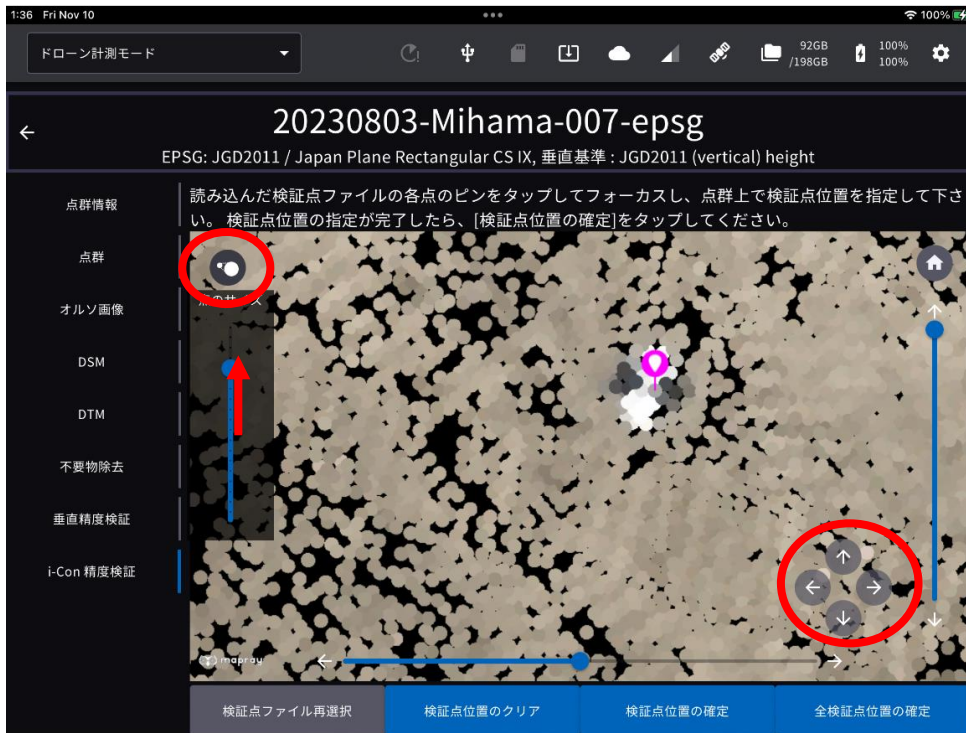 1:36 Fri Nov 10
100%
ドローン計測モード
92GB
/198GB
100%
100%
20230803-Mihama-007-epsg
EPSG: JGD2011 / Japan Plane Rectangular CS IX, 垂直基準 : JGD2011 (vertical) height
点群情報
点群
オルソ画像
DSM
DTM
不要物除去
垂直精度検証
i-Con 精度検証
読み込んだ検証点ファイルの各点のピンをタップしてフォーカスし、点群上で検証点位置を指定して下さ
い。 検証点位置の指定が完了したら、[検証点位置の確定]をタップしてください。
点のサイズ
mapray
検証点ファイル再選択
検証点位置のクリア
検証点位置の確定
全検証点位置の確定